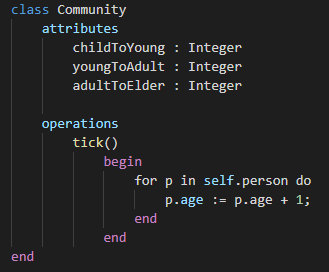 class Community
    attributes
        childToYoung : Integer
        youngToAdult : Integer
        adultToElder : Integer

    operations
        tick()
            begin
                for p in self.person do
                    p.age := p.age + 1;
                end
            end
end